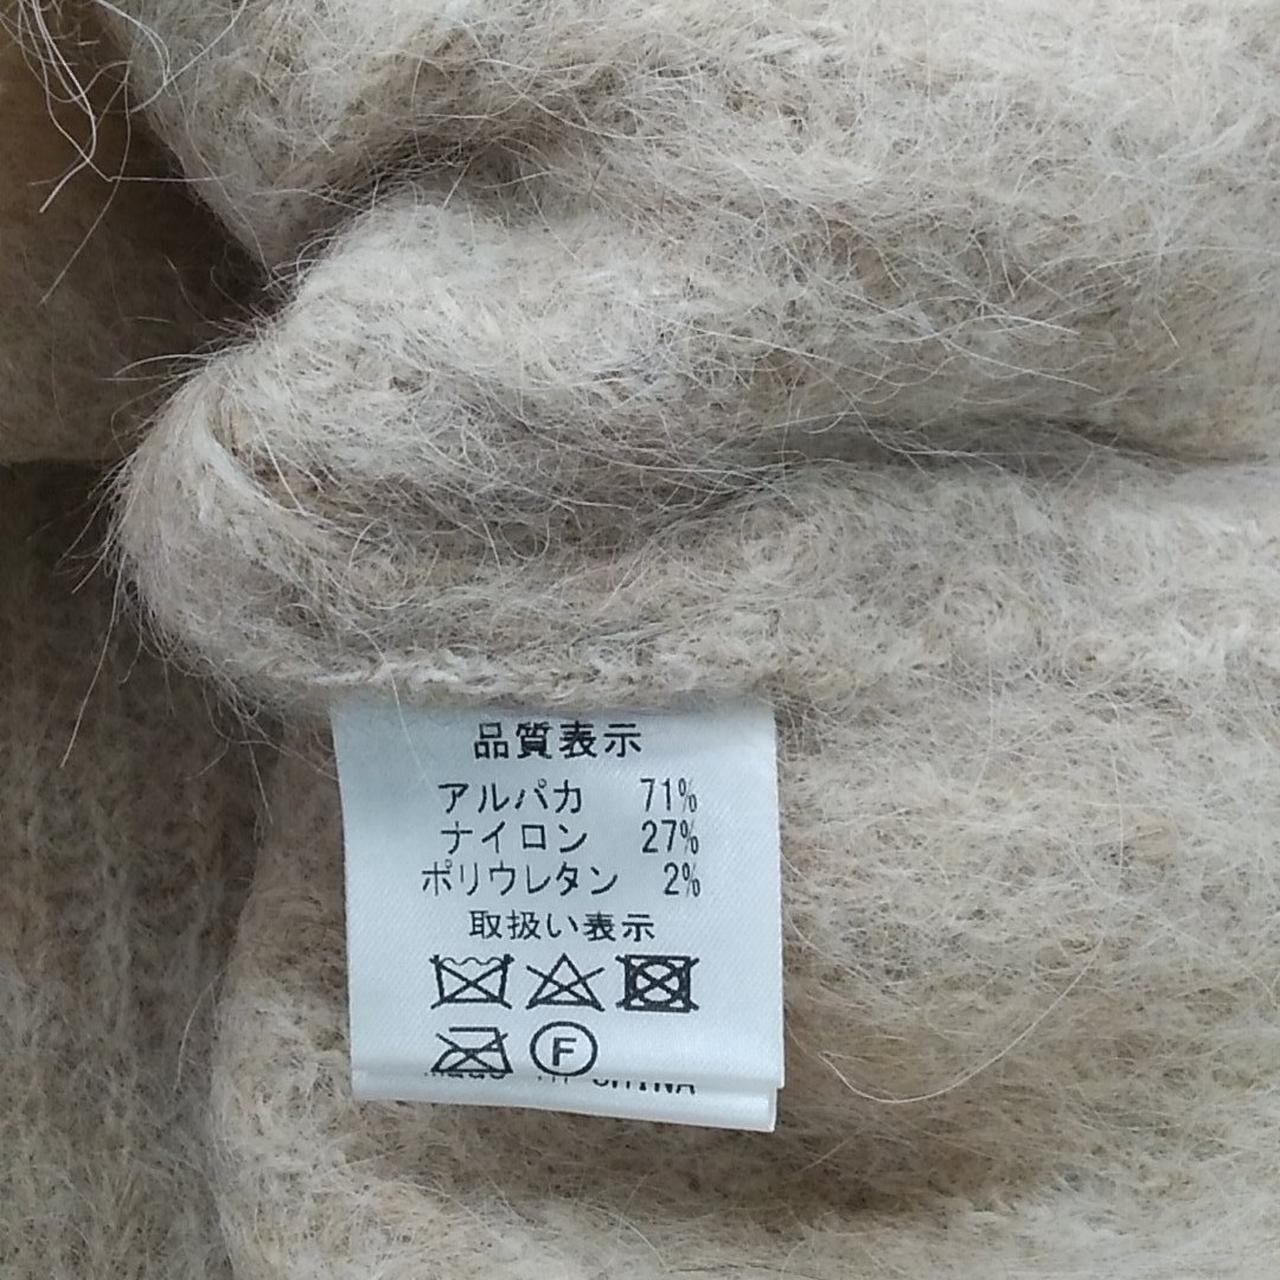 品質表示
アルパカ 71%
ナイロン 27%
ポリウレタン 2%
取扱い表示
F
CHINA